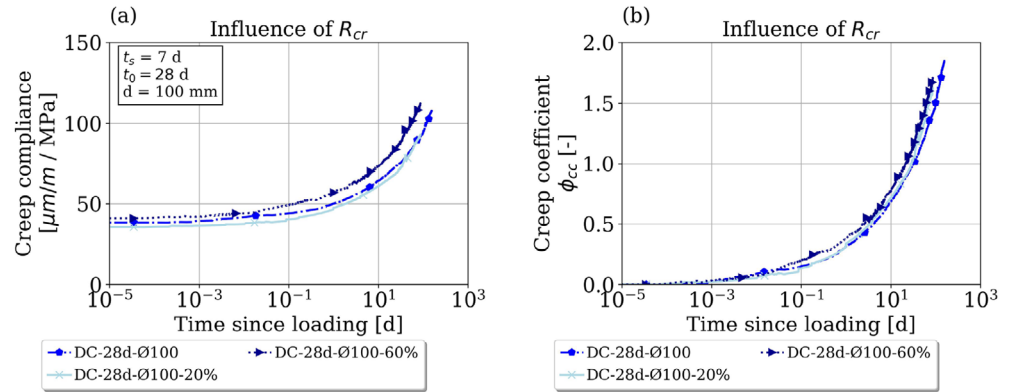 (a)
Influence of R_cr
t_s = 7 d
t_0 = 28 d
d = 100 mm
Creep compliance
[μm/m / MPa]
150
100
50
0
10^-5
10^-3
10^-1
10^1
10^3
Time since loading [d]
DC-28d-Ø100
DC-28d-Ø100-60%
DC-28d-Ø100-20%
(b)
Influence of R_cr
Creep coefficient
ϕ_cc [-]
2.0
1.5
1.0
0.5
0.0
10^-5
10^-3
10^-1
10^1
10^3
Time since loading [d]
DC-28d-Ø100
DC-28d-Ø100-60%
DC-28d-Ø100-20%